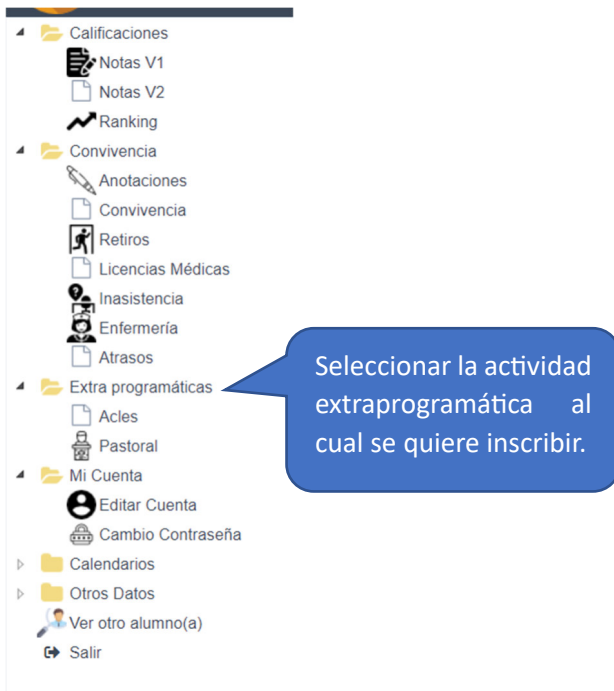 Calificaciones
Notas V1
Notas V2
Ranking
Convivencia
Anotaciones
Convivencia
Retiros
Licencias Médicas
Inasistencia
Enfermería
Atrasos
Extra programáticas
Acles
Pastoral
Mi Cuenta
Editar Cuenta
Cambio Contraseña
Calendarios
Otros Datos
Ver otro alumno(a)
Salir
Seleccionar la actividad
extraprogramática al
cual se quiere inscribir.